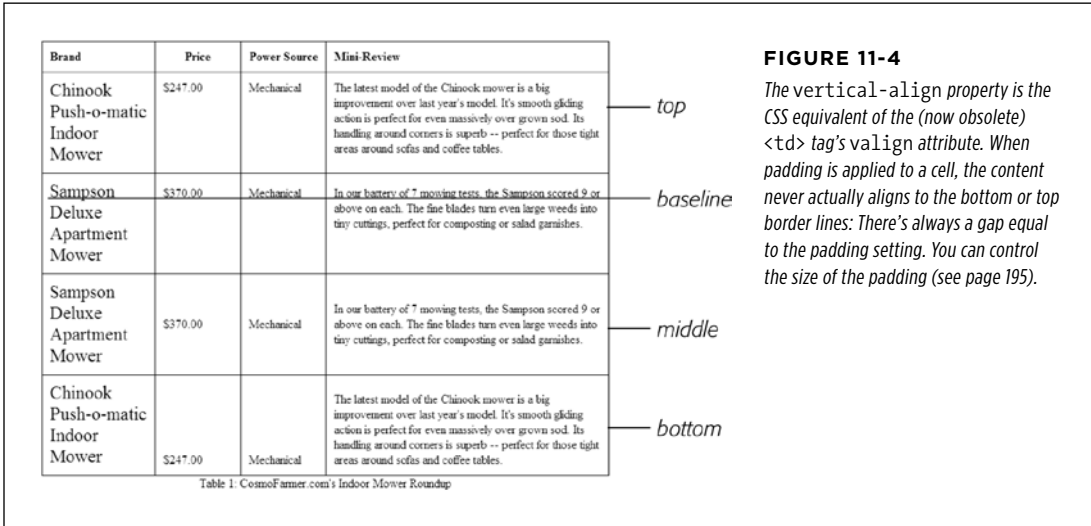 Brand Price Power Source Mini-Review
Chinook
Push-o-matic
Indoor
Mower
$247.00
Mechanical
The latest model of the Chinook mower is a big
improvement over last year's model. It's smooth gliding
action is perfect for even massively over grown sod. Its
handling around corners is superb -- perfect for those tight
areas around sofas and coffee tables.
top
Sampson
Deluxe
Apartment
Mower
$370.00
Mechanical
In our battery of 7 mowing tests, the Sampson scored 9 or
above on each. The fine blades turn even large weeds into
tiny cuttings, perfect for composting or salad garnishes.
baseline
Sampson
Deluxe
Apartment
Mower
$370.00
Mechanical
In our battery of 7 mowing tests, the Sampson scored 9 or
above on each. The fine blades turn even large weeds into
tiny cuttings, perfect for composting or salad garnishes.
middle
Chinook
Push-o-matic
Indoor
Mower
$247.00
Mechanical
The latest model of the Chinook mower is a big
improvement over last year's model. It's smooth gliding
action is perfect for even massively over grown sod. Its
handling around corners is superb -- perfect for those tight
areas around sofas and coffee tables.
bottom
Table 1: CosmoFarmer.com's Indoor Mower Roundup
FIGURE 11-4
The vertical-align property is the
CSS equivalent of the (now obsolete)
<td> tag's valign attribute. When
padding is applied to a cell, the content
never actually aligns to the bottom or top
border lines: There's always a gap equal
to the padding setting. You can control
the size of the padding (see page 195).